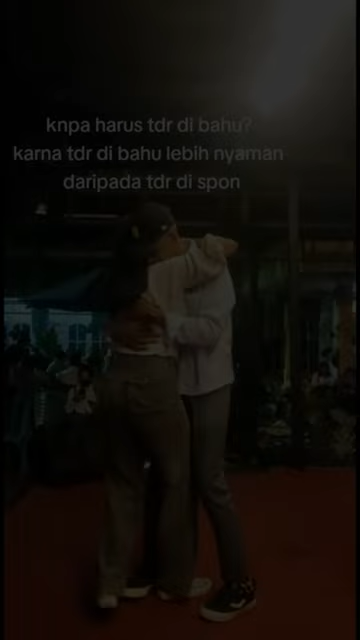 knpa harus tdr di bahu?
karna tdr di bahu lebih nyaman
daripada tdr di spon